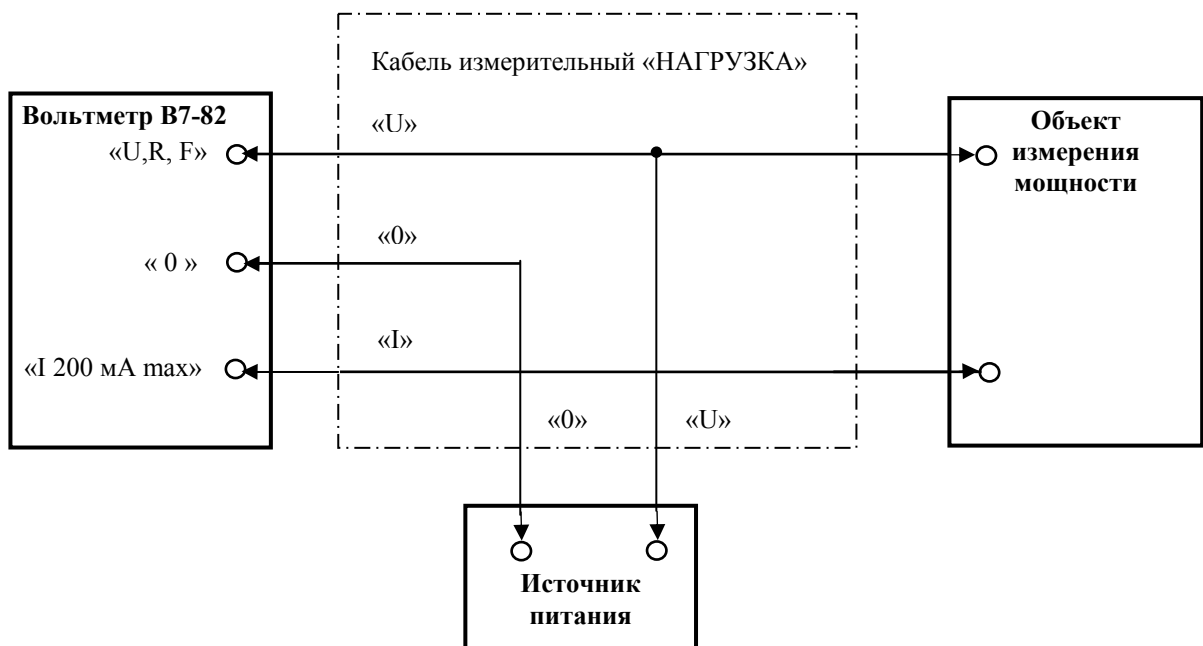 Кабель измерительный «НАГРУЗКА»
Вольтметр В7-82
«U»
Объект
измерения
мощности
«U,R, F»
«0»
« 0 »
«I»
«I 200 мА max»
«0»
«U»
Источник
питания